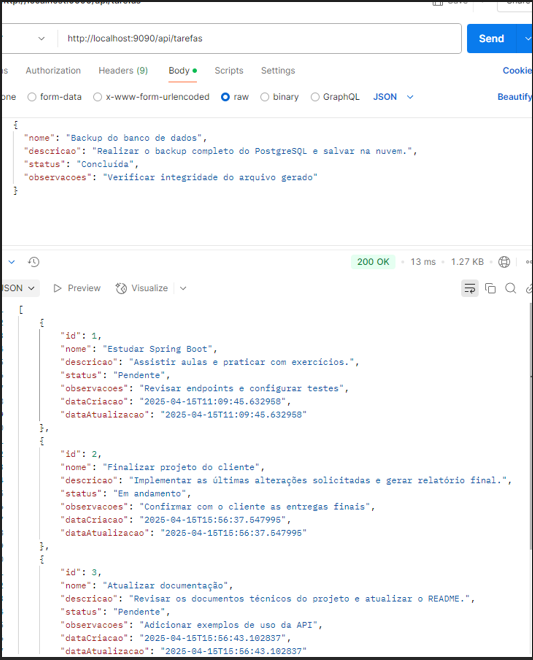 http://localhost:9090/api/tarefas
Save
Share
http://localhost:9090/api/tarefas
Send
Authorization
Headers (9)
Body
Scripts
Settings
Cookie
form-data
x-www-form-urlencoded
raw
binary
GraphQL
JSON
Beautify
{
"nome": "Backup do banco de dados",
"descricao": "Realizar o backup completo do PostgreSQL e salvar na nuvem.",
"status": "Concluída",
"observacoes": "Verificar integridade do arquivo gerado"
}
200 OK
13 ms
1.27 KB
JSON
Preview
Visualize
[
{
"id": 1,
"nome": "Estudar Spring Boot",
"descricao": "Assistir aulas e praticar com exercícios.",
"status": "Pendente",
"observacoes": "Revisar endpoints e configurar testes",
"dataCriacao": "2025-04-15T11:09:45.632958",
"dataAtualizacao": "2025-04-15T11:09:45.632958"
},
{
"id": 2,
"nome": "Finalizar projeto do cliente",
"descricao": "Implementar as últimas alterações solicitadas e gerar relatório final.",
"status": "Em andamento",
"observacoes": "Confirmar com o cliente as entregas finais",
"dataCriacao": "2025-04-15T15:56:37.547995",
"dataAtualizacao": "2025-04-15T15:56:37.547995"
},
{
"id": 3,
"nome": "Atualizar documentação",
"descricao": "Revisar os documentos técnicos do projeto e atualizar o README.",
"status": "Pendente",
"observacoes": "Adicionar exemplos de uso da API",
"dataCriacao": "2025-04-15T15:56:43.102837",
"dataAtualizacao": "2025-04-15T15:56:43.102837"